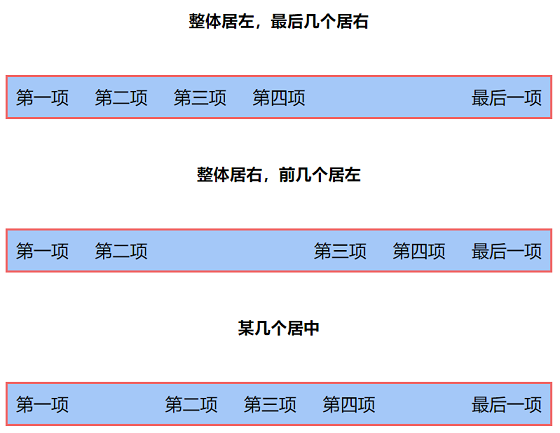 整体居左，最后几个居右
第一项 第二项 第三项 第四项 最后一项
整体居右，前几个居左
第一项 第二项 第三项 第四项 最后一项
某几个居中
第一项 第二项 第三项 第四项 最后一项